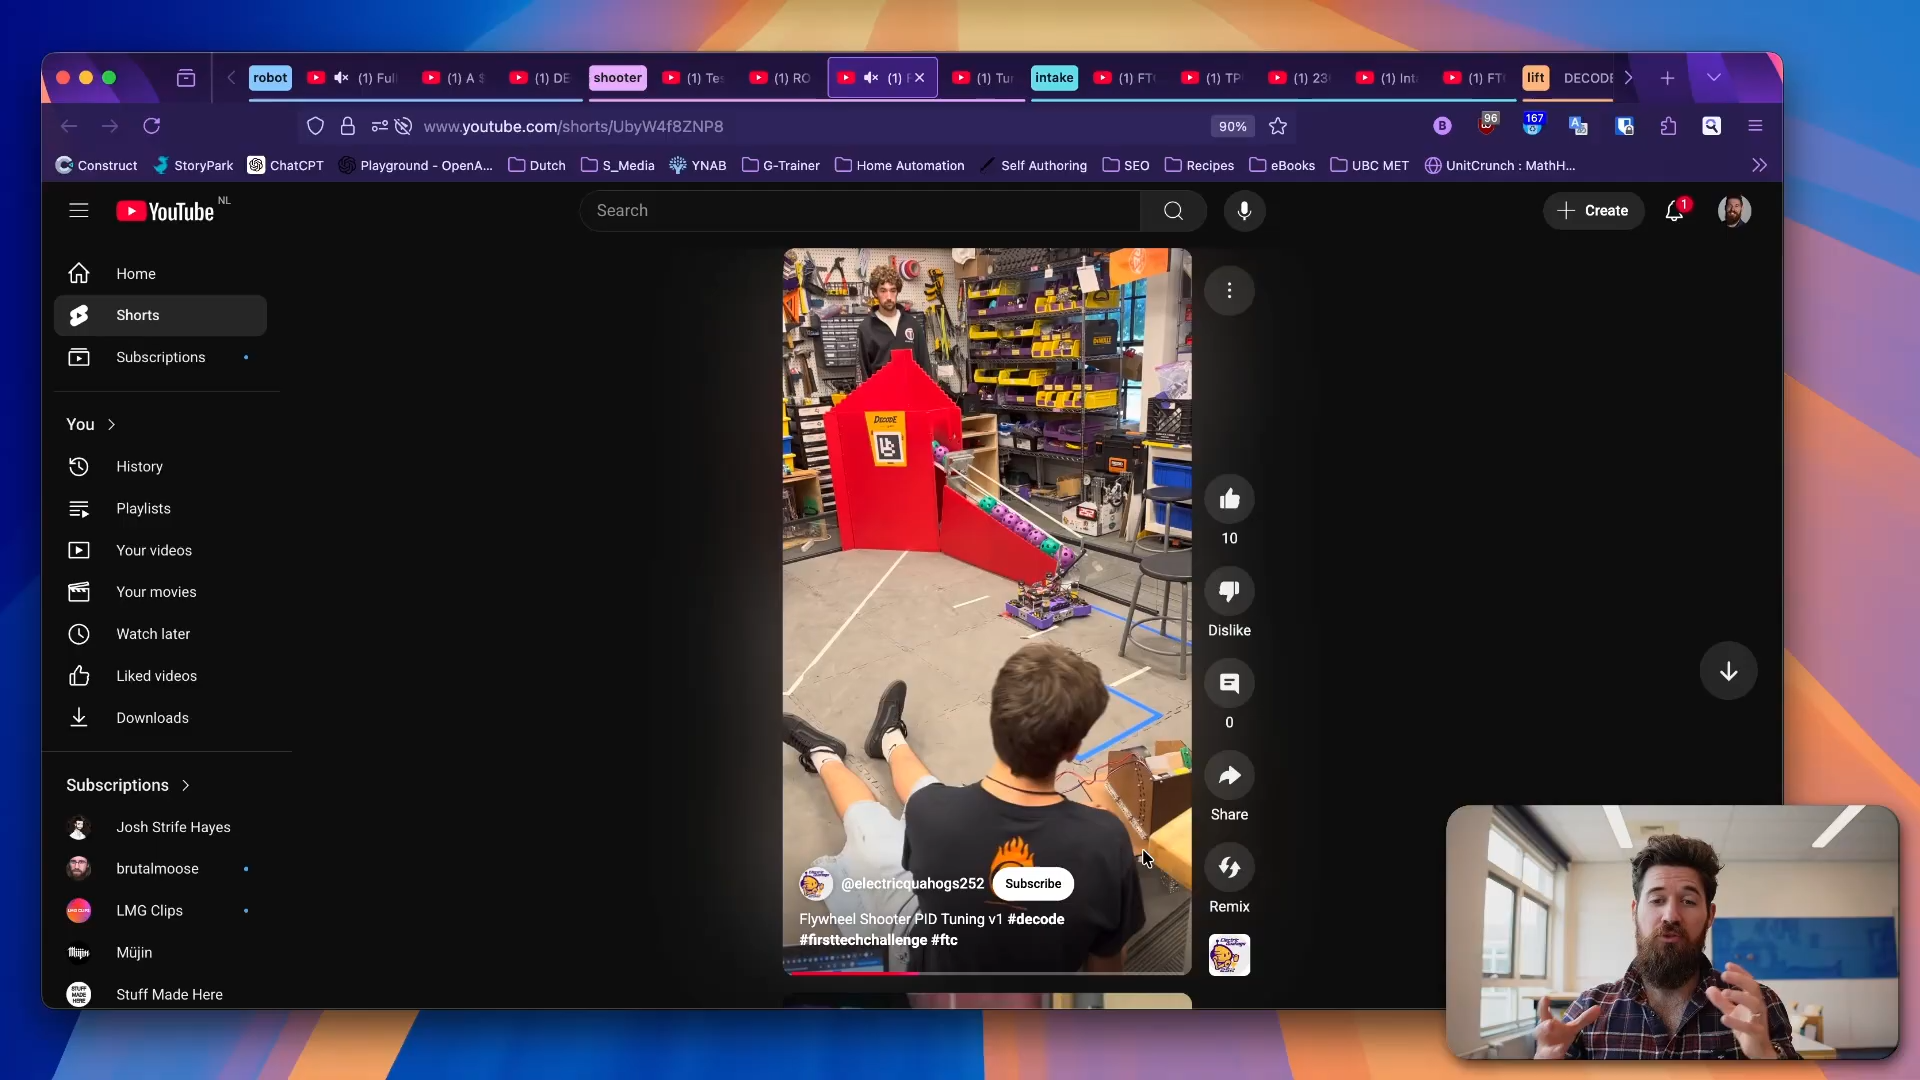 robot
(1) Ful
(1) A
(1) DE
shooter
(1) Tes
(1) RO
(1)
(1) Tur
intake
(1) FT
(1) TP
(1) 23
(1) Int
(1) FT
lift
DECODE
www.youtube.com/shorts/UbyW4f8ZNP8
90%
B
96
167
Construct
StoryPark
ChatGPT
Playground - OpenA...
Dutch
S_Media
YNAB
G-Trainer
Home Automation
Self Authoring
SEO
Recipes
eBooks
UBC MET
UnitCrunch : MathH...
YouTube NL
Search
Create
1
Home
Shorts
Subscriptions
You
History
Playlists
Your videos
Your movies
Watch later
Liked videos
Downloads
Subscriptions
Josh Strife Hayes
brutalmoose
LMG Clips
Müjin
Stuff Made Here
DECODE
10
Dislike
0
Share
Remix
@electricquahogs252
Subscribe
Flywheel Shooter PID Tuning v1 #decode
#firsttechchallenge #ftc